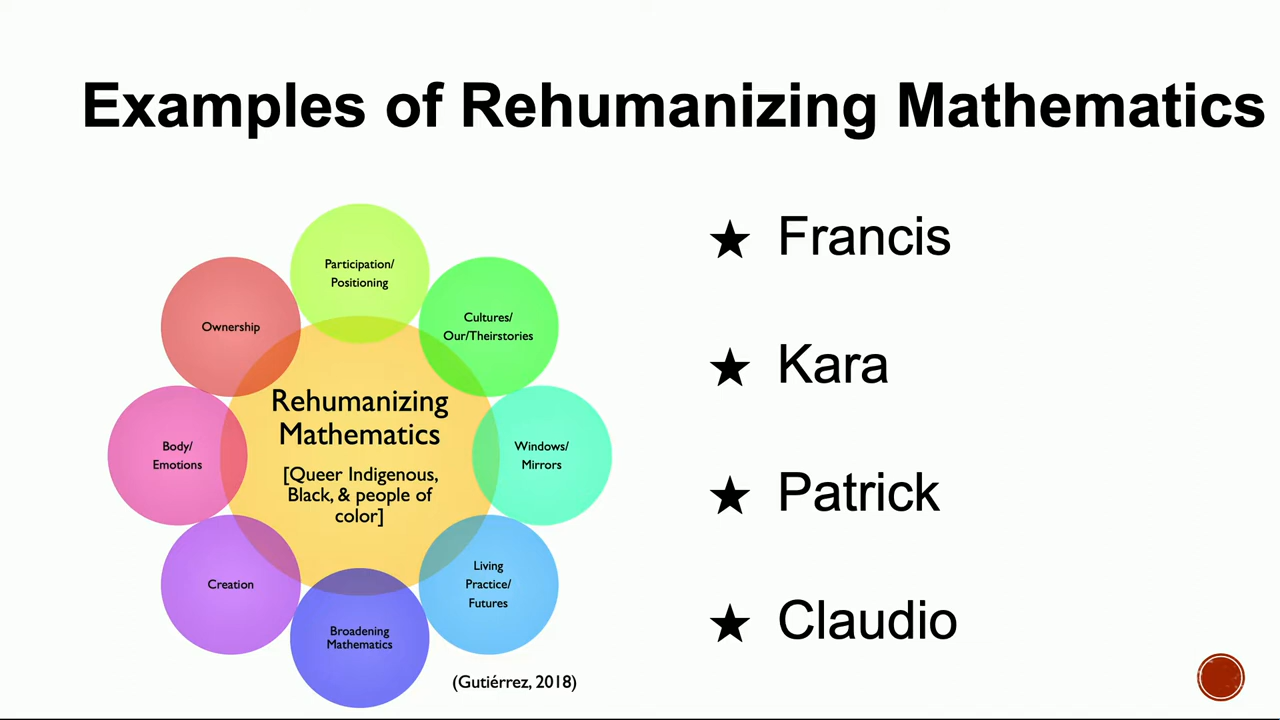 Examples of Rehumanizing Mathematics
Participation/
Positioning
Cultures/
Our/Theirstories
Windows/
Mirrors
Living
Practice/
Futures
Broadening
Mathematics
Creation
Body/
Emotions
Ownership
Rehumanizing
Mathematics
[Queer Indigenous,
Black, & people of
color]
(Gutiérrez, 2018)
★ Francis
★ Kara
★ Patrick
★ Claudio